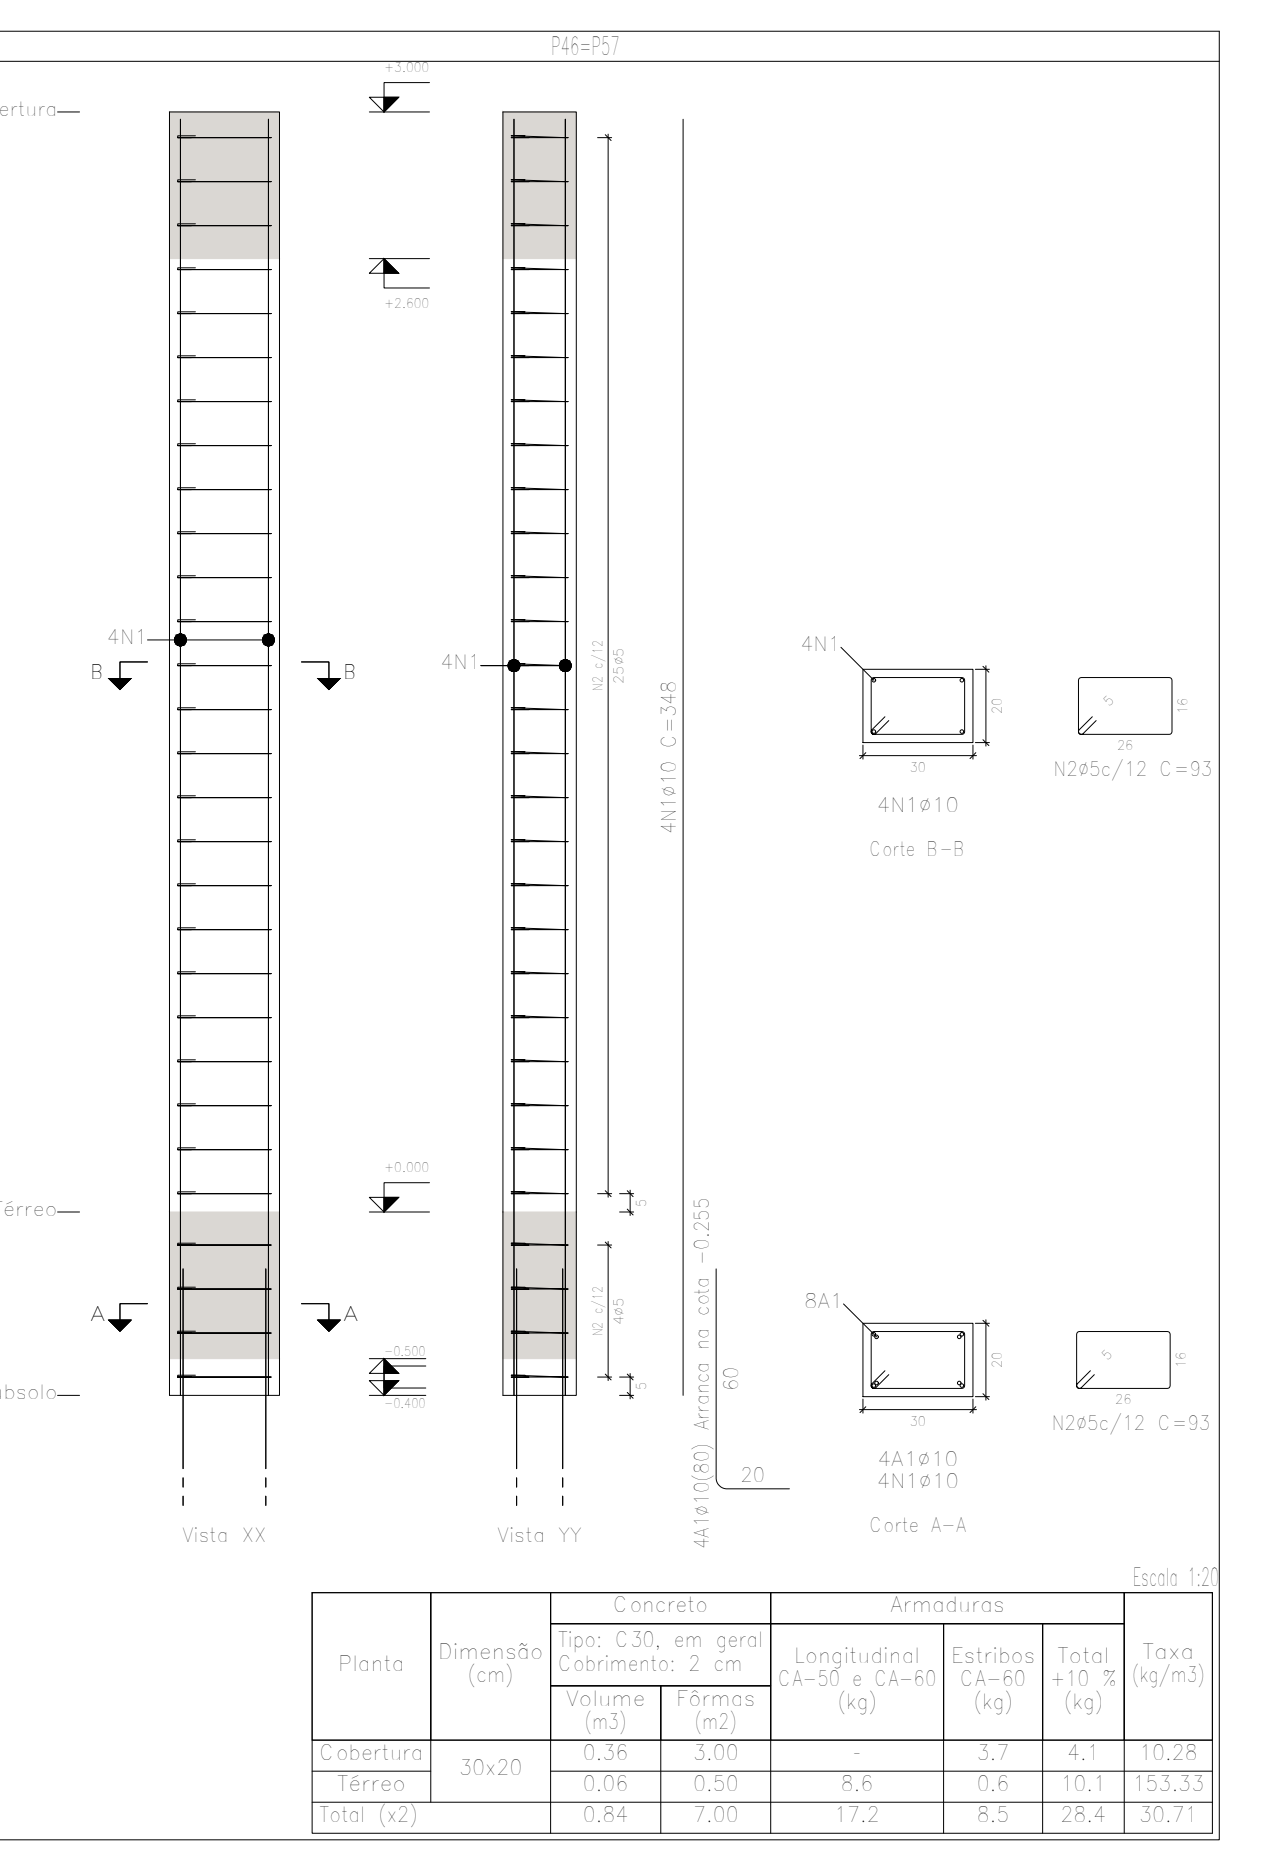 P46=P57
+3.000
ertura
+2.600
4N1
B
B
4N1
N2 c/12
25ø5
4N1ø10 C=348
4N1
20
30
4N1ø10
Corte B-B
5
16
26
N2ø5c/12 C=93
+0.000
5
Térreo
A
A
N2 c/12
4ø5
-0.500
-0.400
5
absolo
4A1ø10(80) Arranca na cota -0.255
60
20
8A1
20
30
4A1ø10
4N1ø10
Corte A-A
5
16
26
N2ø5c/12 C=93
Vista XX
Vista YY
Escala 1:20
Planta
Dimensão
(cm)
Concreto
Tipo: C30, em geral
Cobrimento: 2 cm
Volume
(m3)
Fôrmas
(m2)
Armaduras
Longitudinal
CA-50 e CA-60
(kg)
Estribos
CA-60
(kg)
Total
+10 %
(kg)
Taxa
(kg/m3)
Cobertura 30x20 0.36 3.00 - 3.7 4.1 10.28
Térreo 0.06 0.50 8.6 0.6 10.1 153.33
Total (x2) 0.84 7.00 17.2 8.5 28.4 30.71